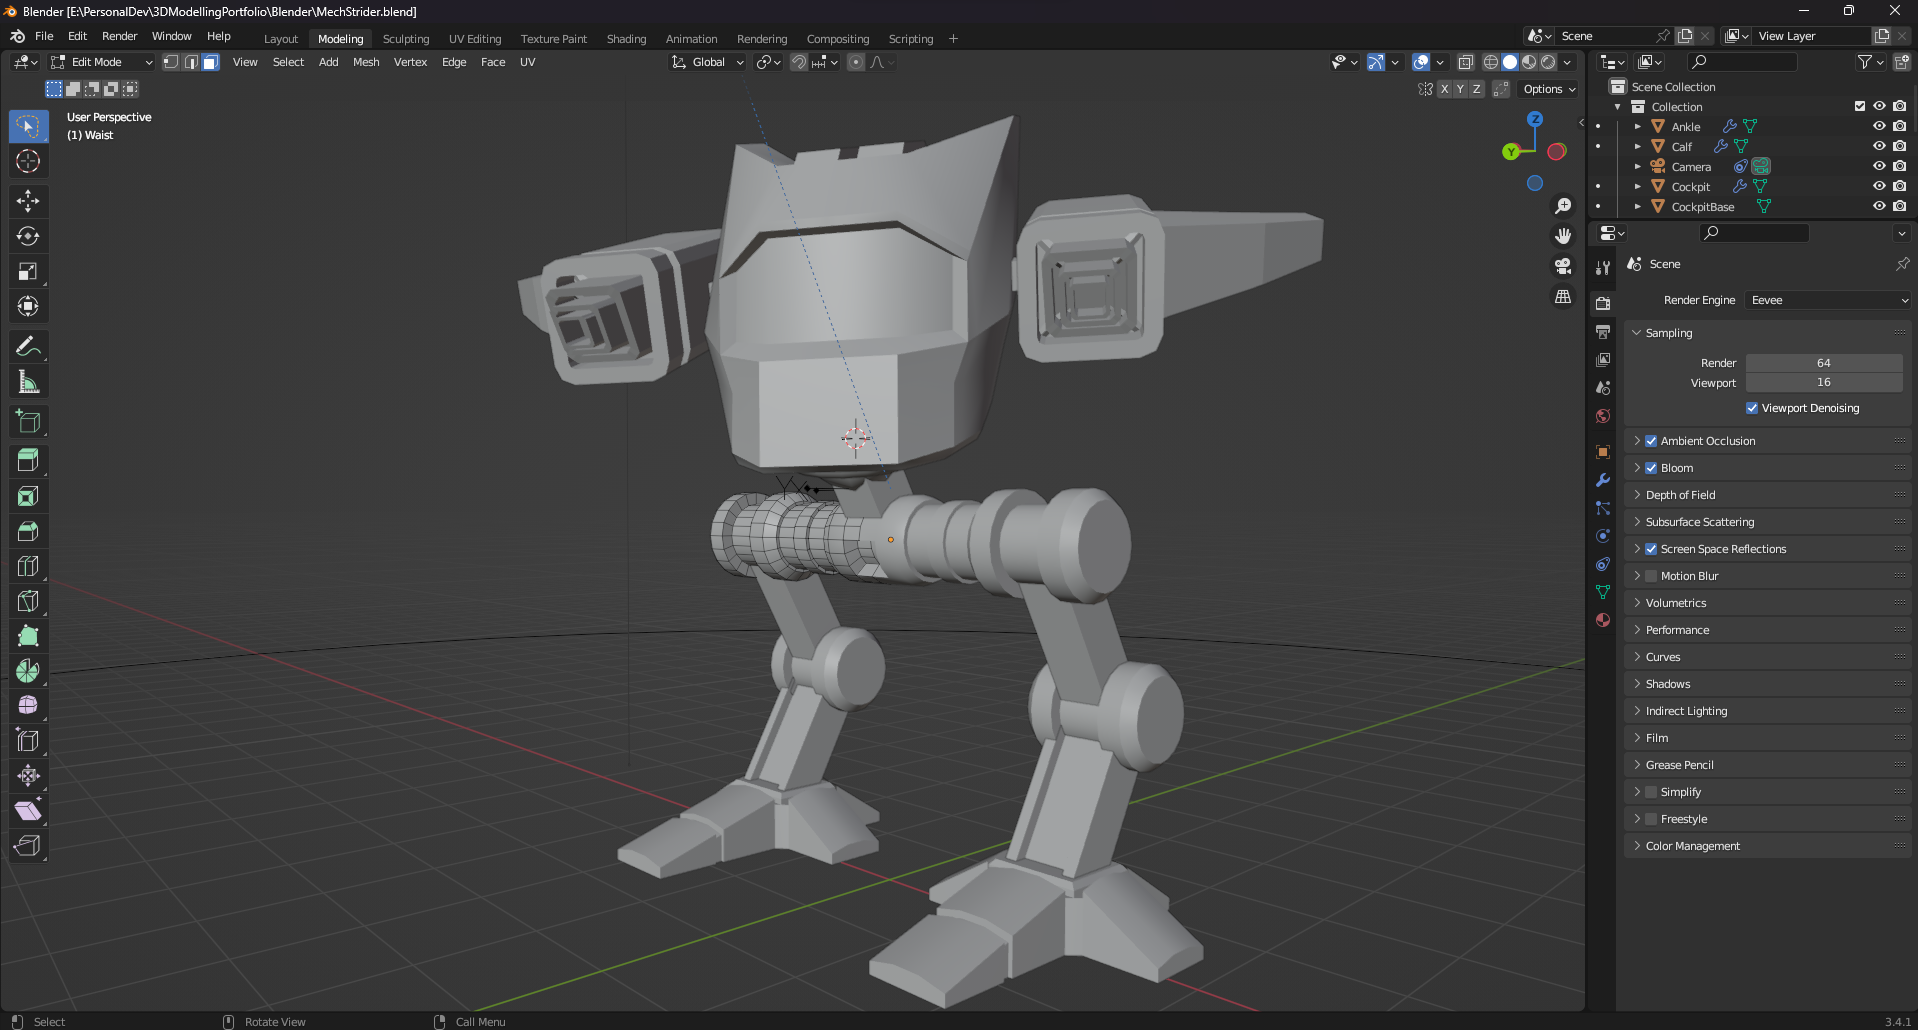 Blender [E:\PersonalDev\3DModellingPortfolio\Blender\MechStrider.blend]
File Edit Render Window Help Layout Modeling Sculpting UV Editing Texture Paint Shading Animation Rendering Compositing Scripting + Scene View Layer
Edit Mode View Select Add Mesh Vertex Edge Face UV Global
X Y Z Options
User Perspective
(1) Waist
Z
Y
Scene Collection
Collection
Ankle
Calf
Camera
Cockpit
CockpitBase
Scene
Render Engine Eevee
Sampling
Render 64
Viewport 16
Viewport Denoising
Ambient Occlusion
Bloom
Depth of Field
Subsurface Scattering
Screen Space Reflections
Motion Blur
Volumetrics
Performance
Curves
Shadows
Indirect Lighting
Film
Grease Pencil
Simplify
Freestyle
Color Management
Select Rotate View Call Menu 3.4.1